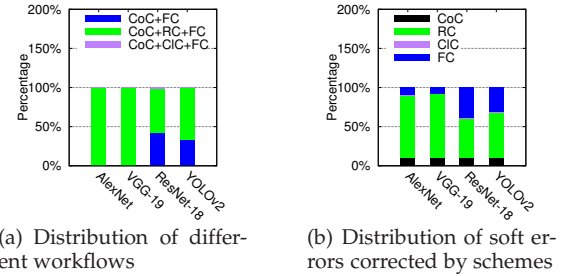 200%
150%
100%
50%
0%
Percentage
CoC+FC
CoC+RC+FC
CoC+ClC+FC
AlexNet
VGG-19
ResNet-18
YOLOv2
(a) Distribution of differ-
ent workflows
200%
150%
100%
50%
0%
Percentage
CoC
RC
ClC
FC
AlexNet
VGG-19
ResNet-18
YOLOv2
(b) Distribution of soft er-
rors corrected by schemes